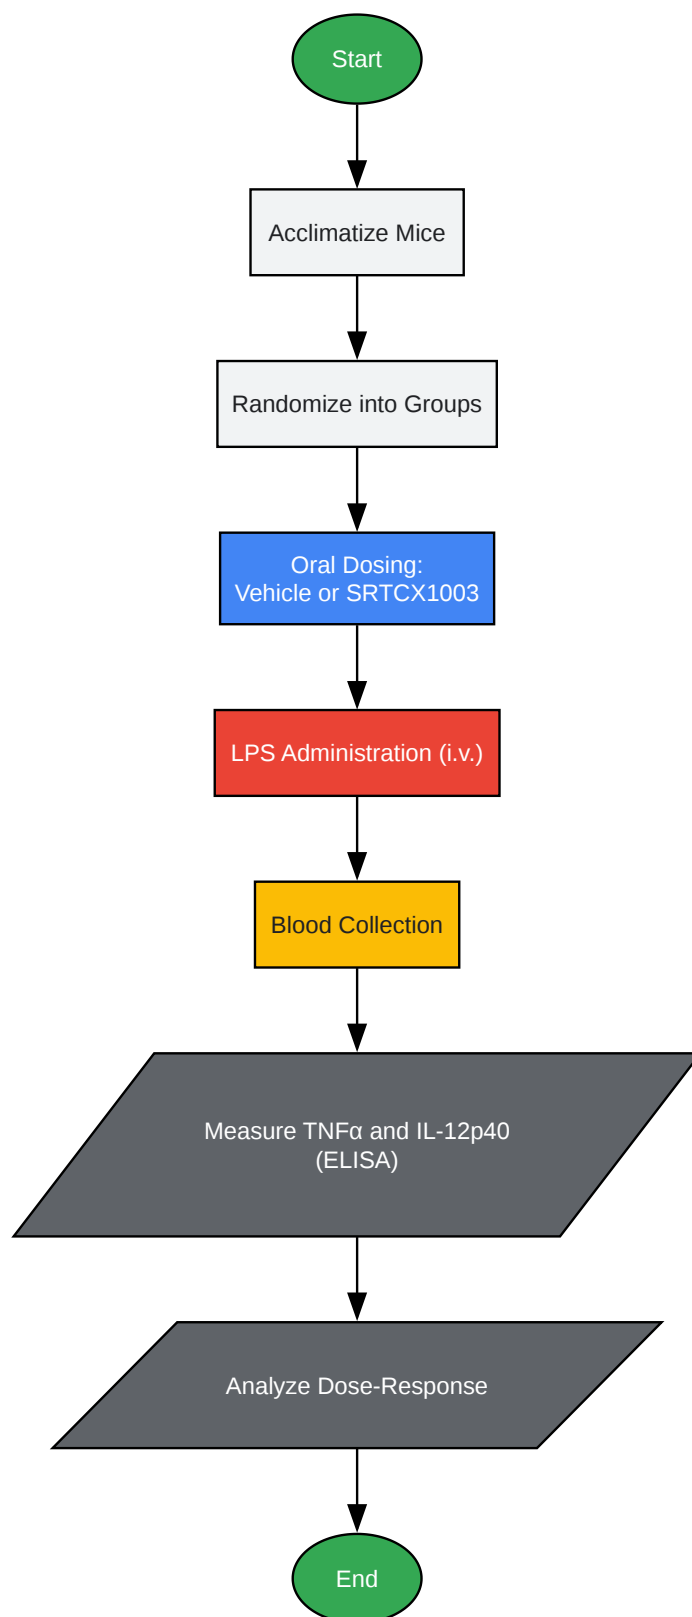 Start
Acclimatize Mice
Randomize into Groups
Oral Dosing:
Vehicle or SRTCX1003
LPS Administration (i.v.)
Blood Collection
Measure TNFα and IL-12p40
(ELISA)
Analyze Dose-Response
End